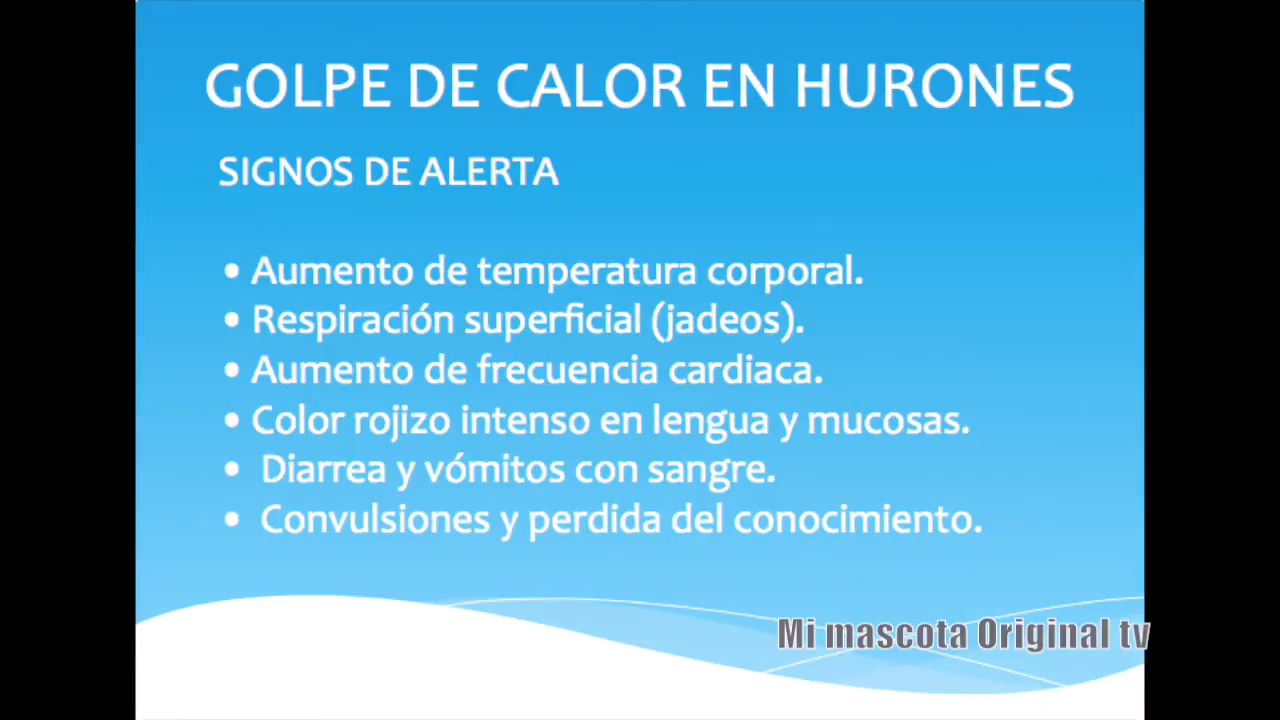 GOLPE DE CALOR EN HURONES
SIGNOS DE ALERTA
• Aumento de temperatura corporal.
• Respiración superficial (jadeos).
• Aumento de frecuencia cardiaca.
• Color rojizo intenso en lengua y mucosas.
• Diarrea y vómitos con sangre.
• Convulsiones y perdida del conocimiento.
Mi mascota Original tv